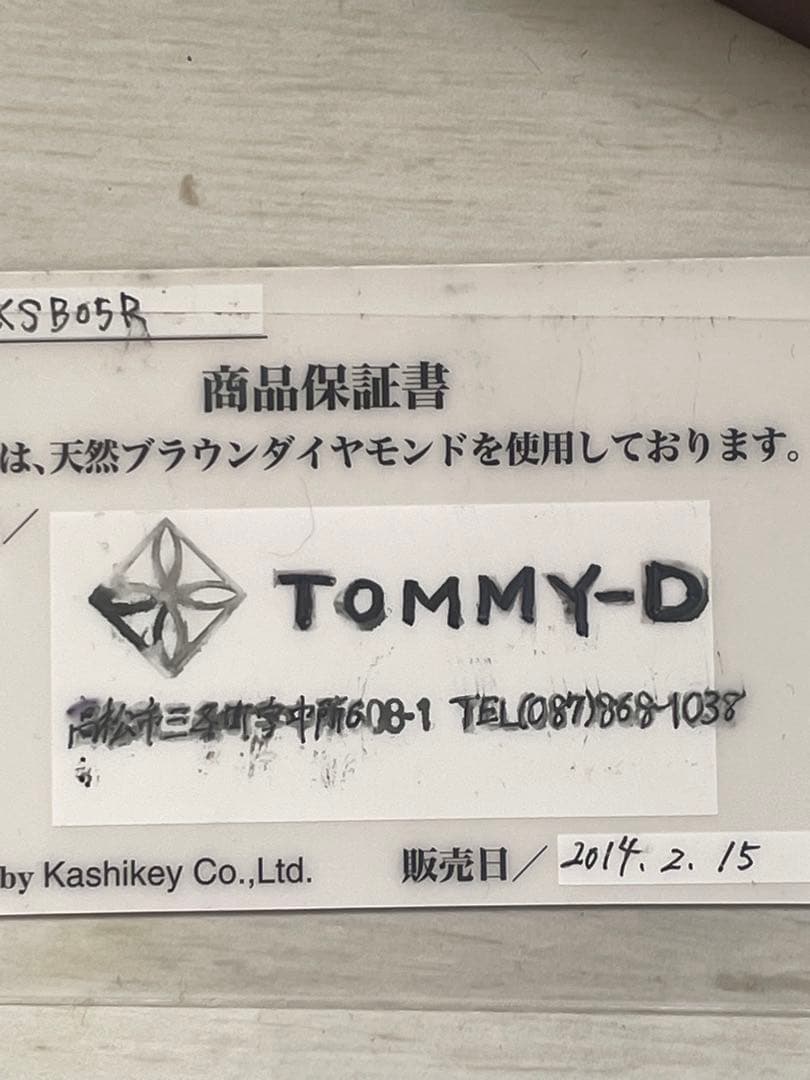 KSB05R
商品保証書
は、天然ブラウンダイヤモンドを使用しております。
／
TOMMY-D
高松市三 町字中所608-1 TEL(087)868-1038
by Kashikey Co.,Ltd.
販売日／ 2014. 2. 15